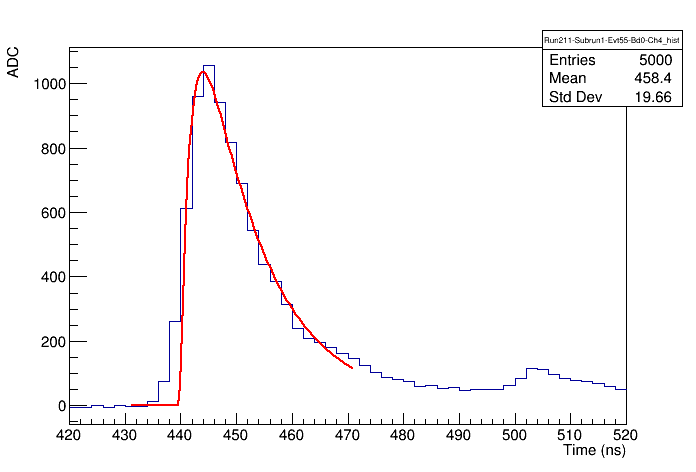 Run211-Subrun1-Evt55-Bd0-Ch4_hist
Entries 5000
Mean 458.4
Std Dev 19.66
ADC
1000
800
600
400
200
0
420 430 440 450 460 470 480 490 500 510 520
Time (ns)